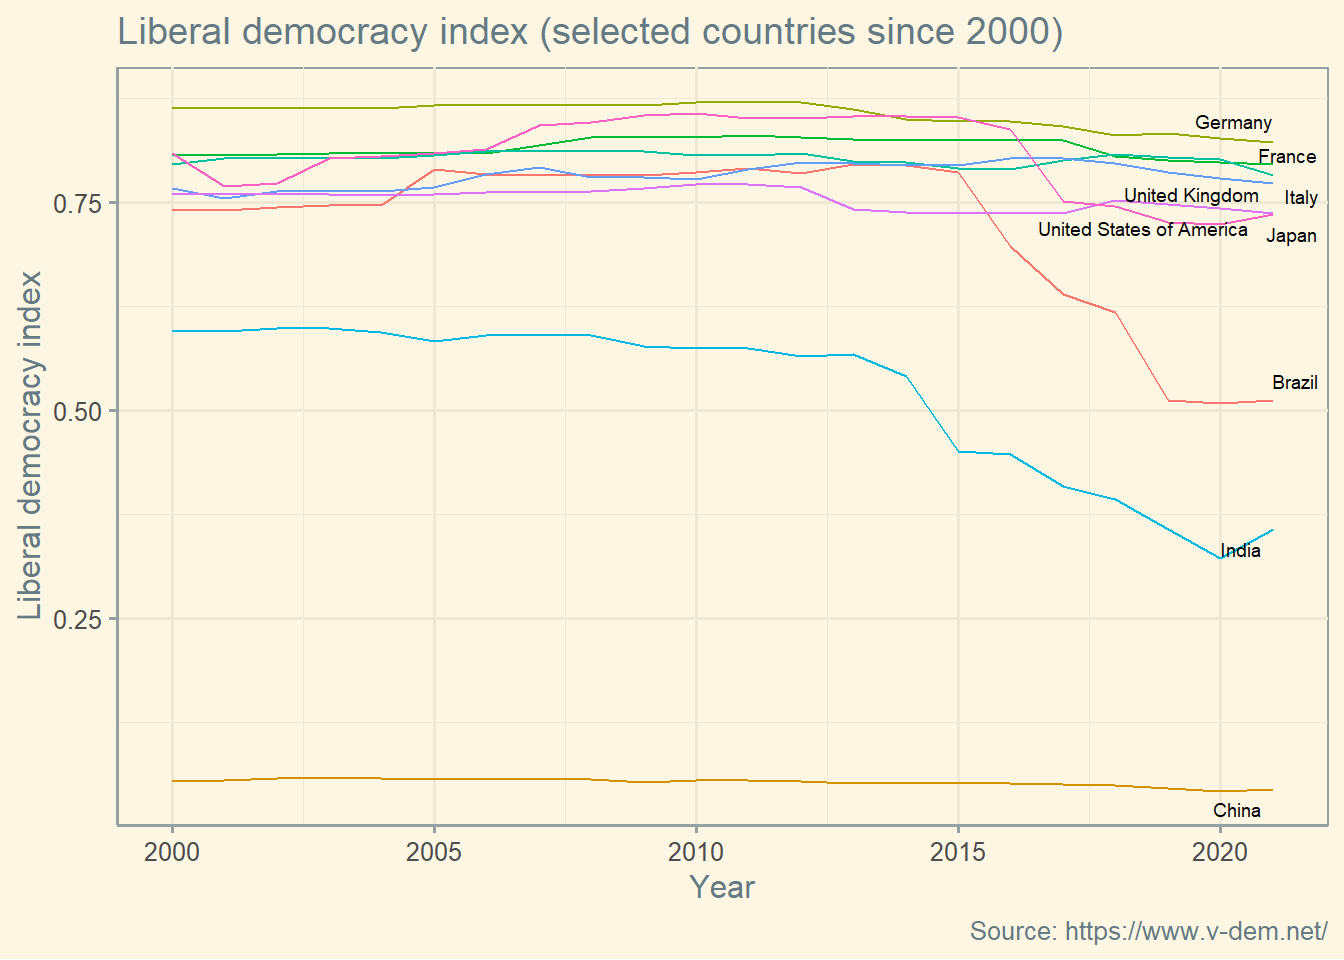 Liberal democracy index (selected countries since 2000)
Liberal democracy index
0.75
0.50
0.25
Germany
France
United Kingdom
Italy
United States of America
Japan
Brazil
India
China
2000
2005
2010
2015
2020
Year
Source: https://www.v-dem.net/